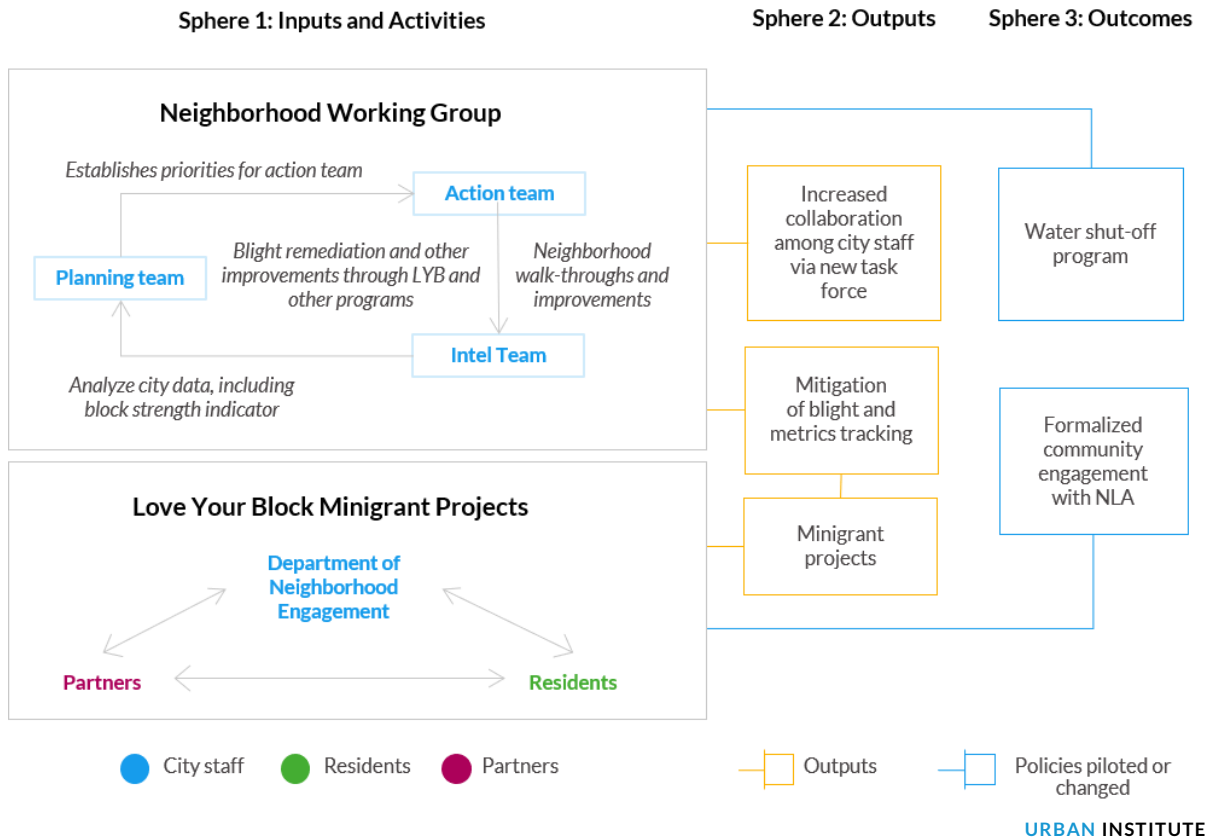 Sphere 1: Inputs and Activities
Sphere 2: Outputs
Sphere 3: Outcomes
Neighborhood Working Group
Establishes priorities for action team
Action team
Planning team
Blight remediation and other
improvements through LYB and
other programs
Neighborhood
walk-throughs and
improvements
Intel Team
Analyze city data, including
block strength indicator
Love Your Block Minigrant Projects
Department of
Neighborhood
Engagement
Partners
Residents
Increased
collaboration
among city staff
via new task
force
Mitigation
of blight and
metrics tracking
Minigrant
projects
Water shut-off
program
Formalized
community
engagement
with NLA
City staff
Residents
Partners
Outputs
Policies piloted or
changed
URBAN INSTITUTE